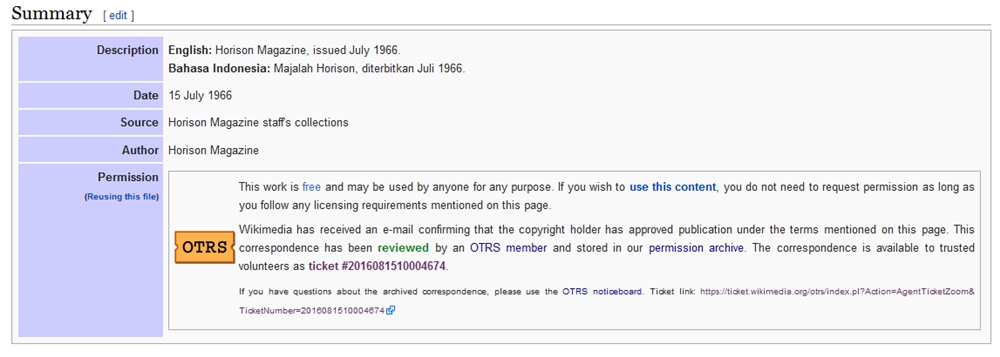 Summary [ edit ]
Description English: Horison Magazine, issued July 1966.
Bahasa Indonesia: Majalah Horison, diterbitkan Juli 1966.
Date 15 July 1966
Source Horison Magazine staff's collections
Author Horison Magazine
Permission
(Reusing this file)
This work is free and may be used by anyone for any purpose. If you wish to use this content, you do not need to request permission as long as
you follow any licensing requirements mentioned on this page.
OTRS
Wikimedia has received an e-mail confirming that the copyright holder has approved publication under the terms mentioned on this page. This
correspondence has been reviewed by an OTRS member and stored in our permission archive. The correspondence is available to trusted
volunteers as ticket #2016081510004674.
If you have questions about the archived correspondence, please use the OTRS noticeboard. Ticket link: https://ticket.wikimedia.org/otrs/index.pl?Action=AgentTicketZoom&
TicketNumber=2016081510004674